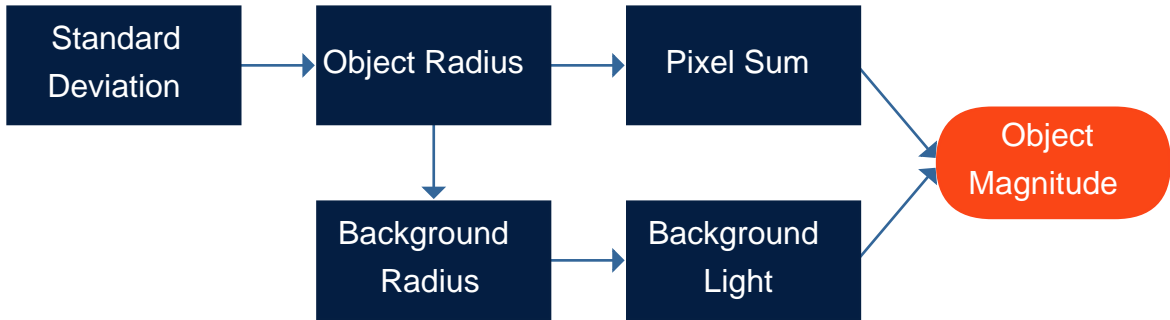 Standard
Deviation
Object Radius
Pixel Sum
Object
Magnitude
Background
Radius
Background
Light